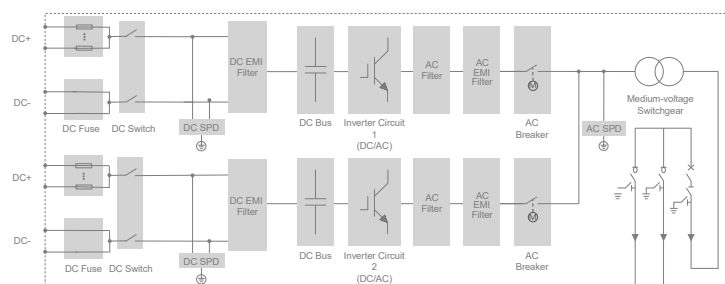 DC+
DC-
DC Fuse
DC Switch
DC SPD
DC EMI
Filter
DC Bus
Inverter Circuit
1
(DC/AC)
AC
Filter
AC
EMI
Filter
M
AC
Breaker
AC SPD
Medium-voltage
Switchgear
DC+
DC-
DC Fuse
DC Switch
DC SPD
DC EMI
Filter
DC Bus
Inverter Circuit
2
(DC/AC)
AC
Filter
AC
EMI
Filter
M
AC
Breaker